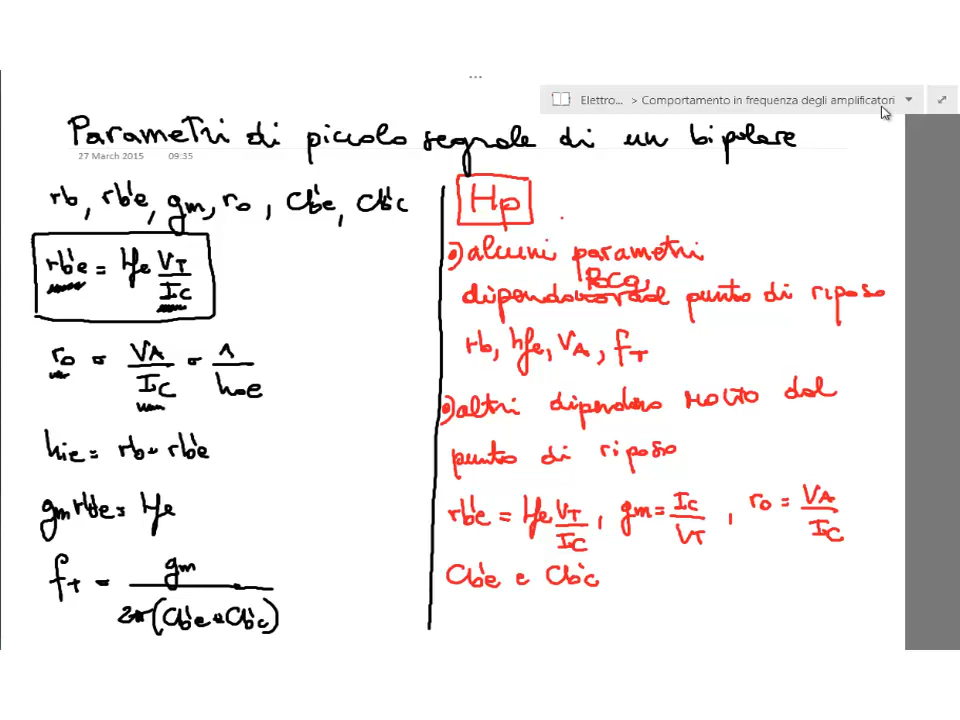 ...
Elettro... > Comportamento in frequenza degli amplificatori
Parametri di piccolo segnale di un bipolare
27 March 2015 09:35
rb, rb'e, gm, ro, Cb'e, Cb'c
rb'e = hfe VT/IC
ro = VA/IC = 1/hoe
hie = rb + rb'e
gm rb'e = hfe
fT = gm/2π(Cb'e + Cb'c)
Hp
•) alcuni parametri
poco
dipendono dal punto di riposo
rb, hfe, VA, fT
•) altri dipendono MOLTO dal
punto di riposo
rb'e = hfe VT/IC, gm = IC/VT, ro = VA/IC
Cb'e e Cb'c